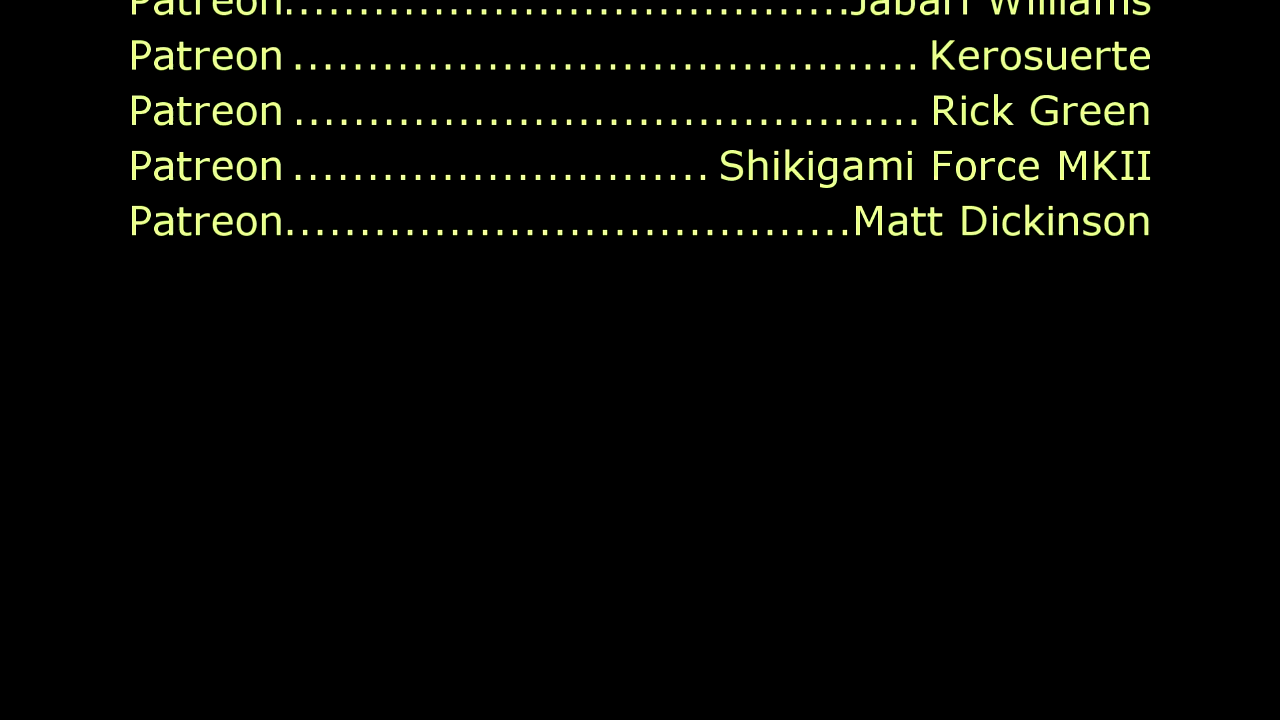 Patreon......................................Jabari Williams
Patreon .......................................... Kerosuerte
Patreon .......................................... Rick Green
Patreon ............................ Shikigami Force MKII
Patreon......................................Matt Dickinson